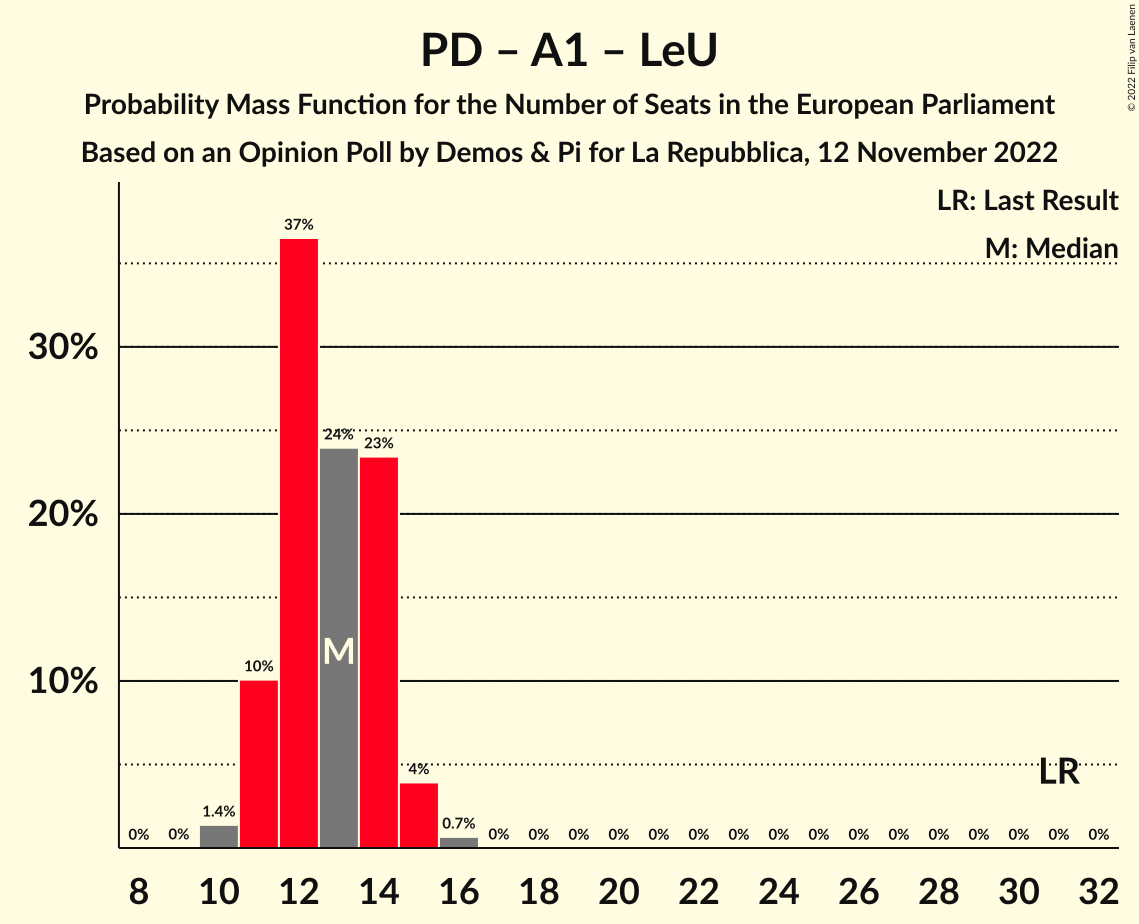 PD – A1 – LeU
Probability Mass Function for the Number of Seats in the European Parliament
Based on an Opinion Poll by Demos & Pi for La Repubblica, 12 November 2022
© 2022 Filip van Laenen
LR: Last Result
M: Median
30%
20%
10%
0% 0% 1.4% 10% 37% 24% 23% 4% 0.7% 0% 0% 0% 0% 0% 0% 0% 0% 0% 0% 0% 0% 0% 0% 0% 0%
M
LR
8 10 12 14 16 18 20 22 24 26 28 30 32